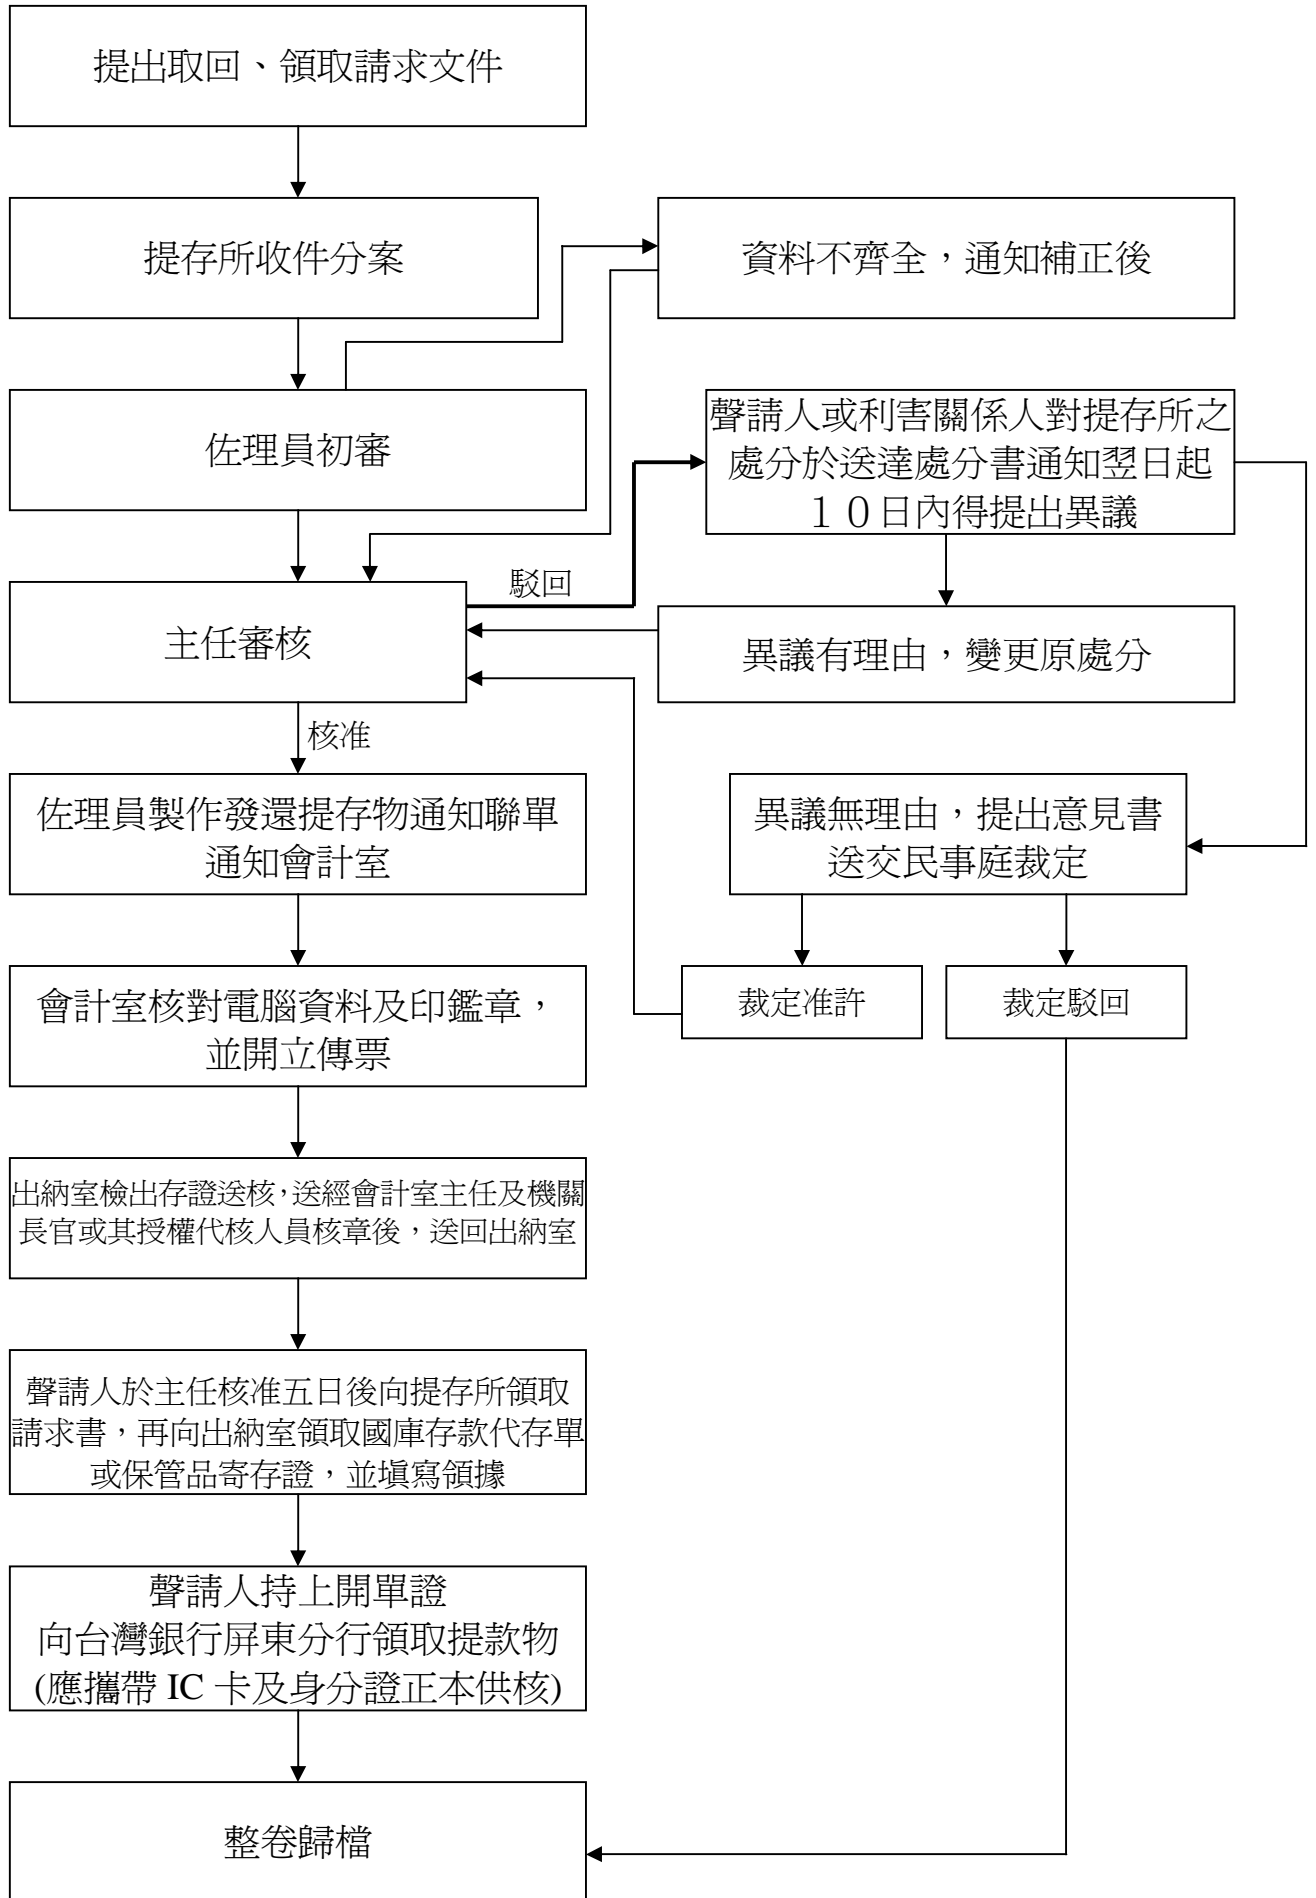 提出取回、領取請求文件
提存所收件分案
資料不齊全，通知補正後
佐理員初審
聲請人或利害關係人對提存所之
處分於送達處分書通知翌日起
１０日內得提出異議
駁回
主任審核
異議有理由，變更原處分
核准
佐理員製作發還提存物通知聯單
通知會計室
異議無理由，提出意見書
送交民事庭裁定
會計室核對電腦資料及印鑑章，
並開立傳票
裁定准許
裁定駁回
出納室檢出存證送核，送經會計室主任及機關
長官或其授權代核人員核章後，送回出納室
聲請人於主任核准五日後向提存所領取
請求書，再向出納室領取國庫存款代存單
或保管品寄存證，並填寫領據
聲請人持上開單證
向台灣銀行屏東分行領取提款物
(應攜帶 IC 卡及身分證正本供核)
整卷歸檔